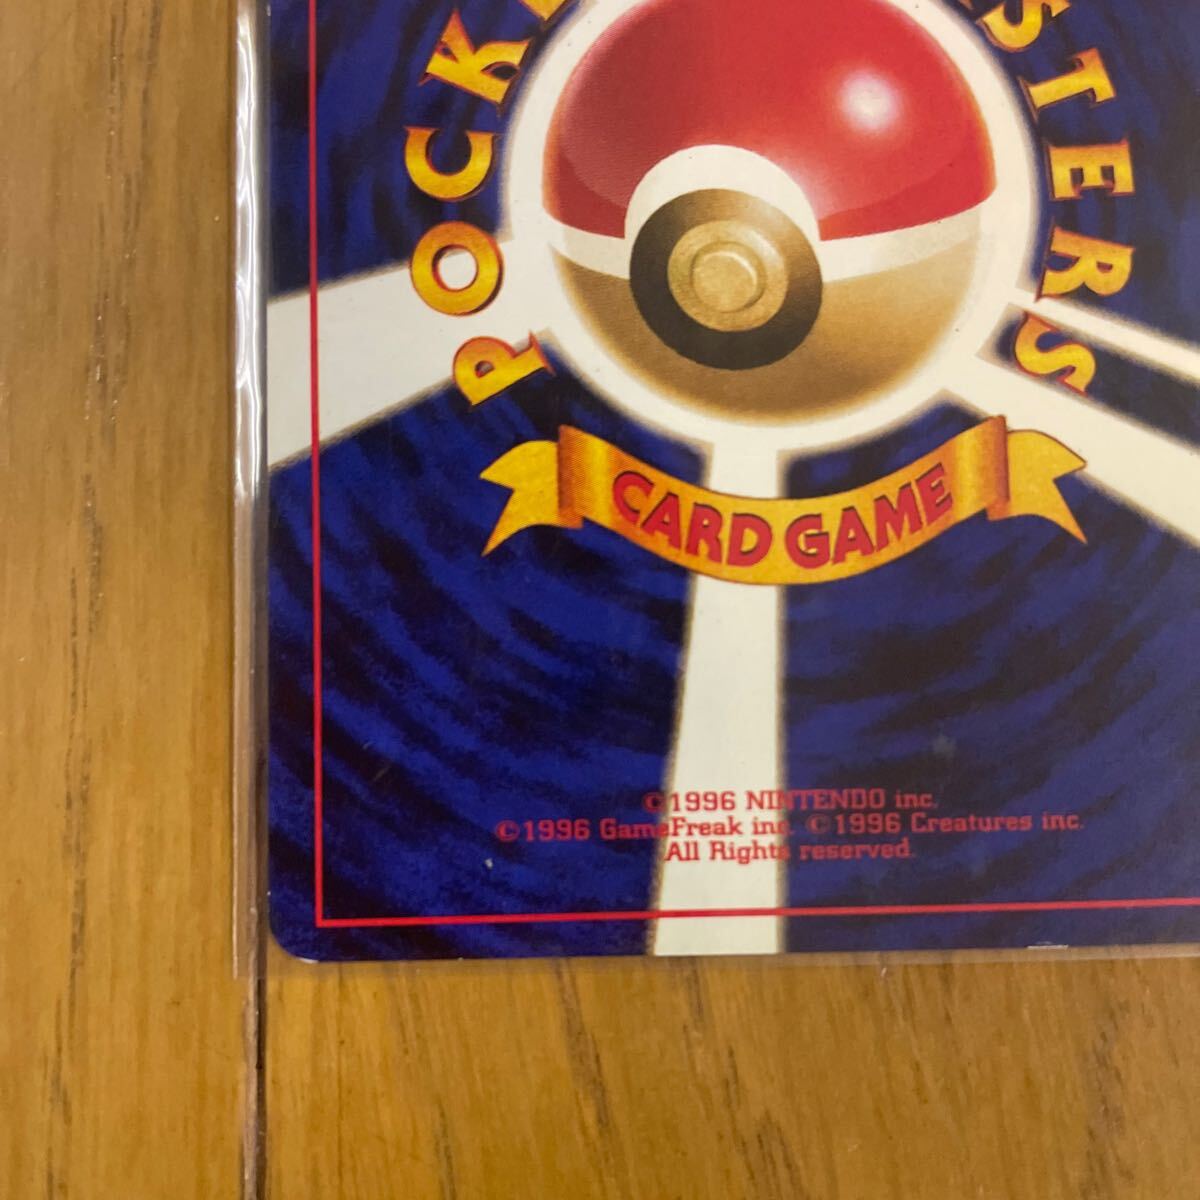 POCK
STERS
CARD GAME
©1996 NINTENDO inc.
©1996 GameFreak inc. ©1996 Creatures inc.
All Rights reserved.